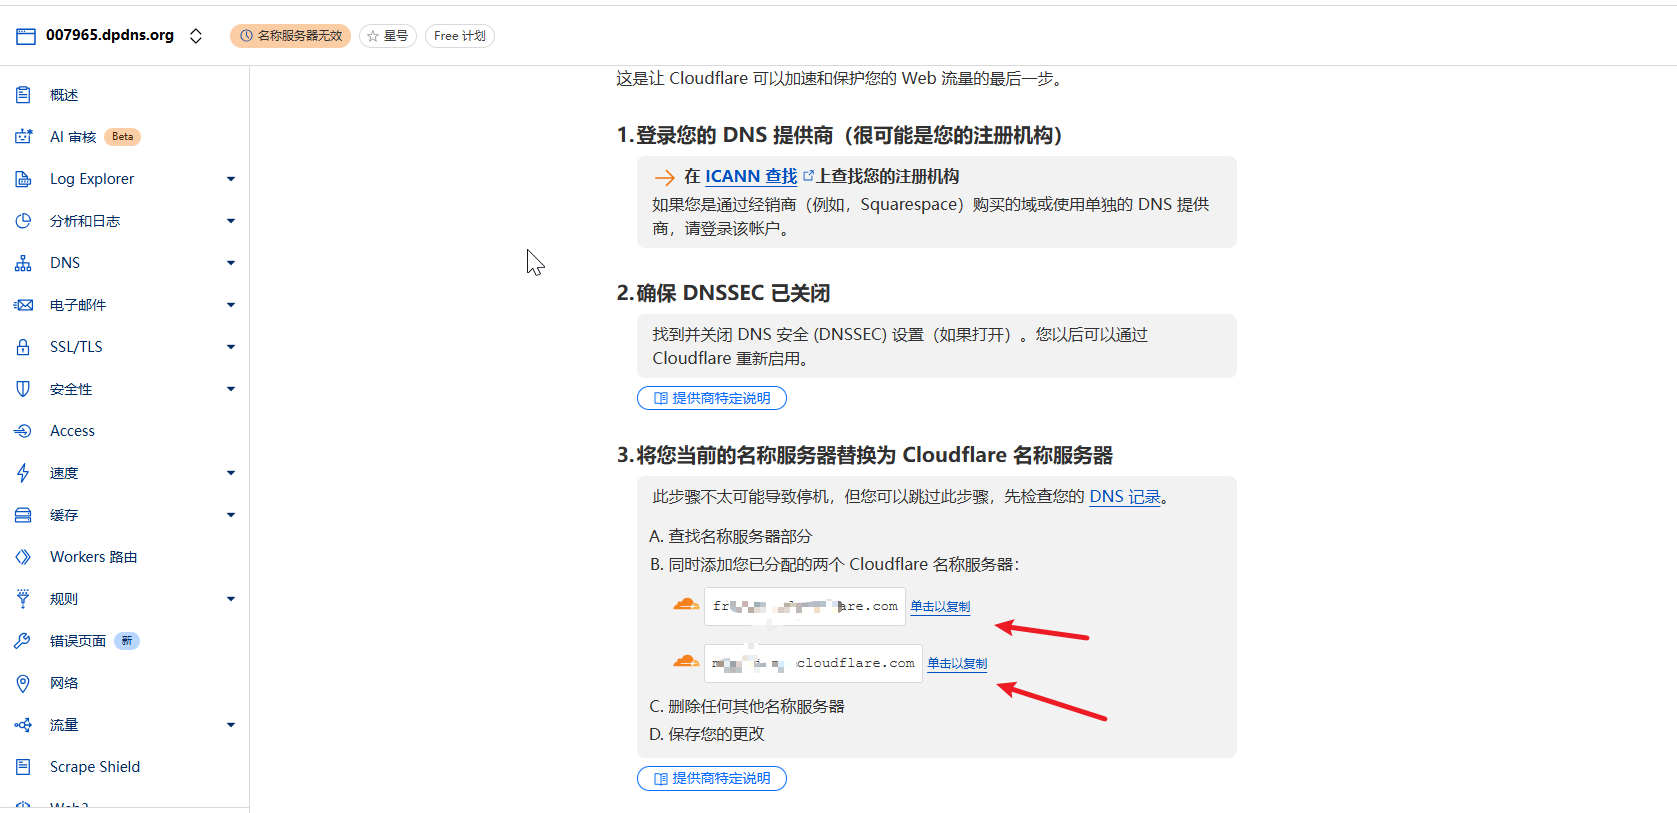 007965.dpdns.org
名称服务器无效
星号
Free 计划
概述
AI 审核 Beta
Log Explorer
分析和日志
DNS
电子邮件
SSL/TLS
安全性
Access
速度
缓存
Workers 路由
规则
错误页面 新
网络
流量
Scrape Shield
这是让 Cloudflare 可以加速和保护您的 Web 流量的最后一步。
1.登录您的 DNS 提供商（很可能是您的注册机构）
在 ICANN 查找 上查找您的注册机构
如果您是通过经销商（例如，Squarespace）购买的域或使用单独的 DNS 提供
商，请登录该帐户。
2.确保 DNSSEC 已关闭
找到并关闭 DNS 安全 (DNSSEC) 设置（如果打开）。您以后可以通过
Cloudflare 重新启用。
提供商特定说明
3.将您当前的名称服务器替换为 Cloudflare 名称服务器
此步骤不太可能导致停机，但您可以跳过此步骤，先检查您的 DNS 记录。
A. 查找名称服务器部分
B. 同时添加您已分配的两个 Cloudflare 名称服务器：
单击以复制
cloudflare.com 单击以复制
C. 删除任何其他名称服务器
D. 保存您的更改
提供商特定说明